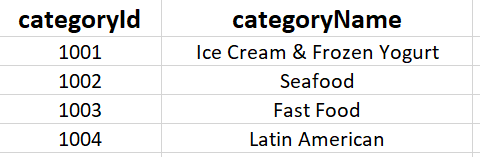 categoryId categoryName
1001 Ice Cream & Frozen Yogurt
1002 Seafood
1003 Fast Food
1004 Latin American